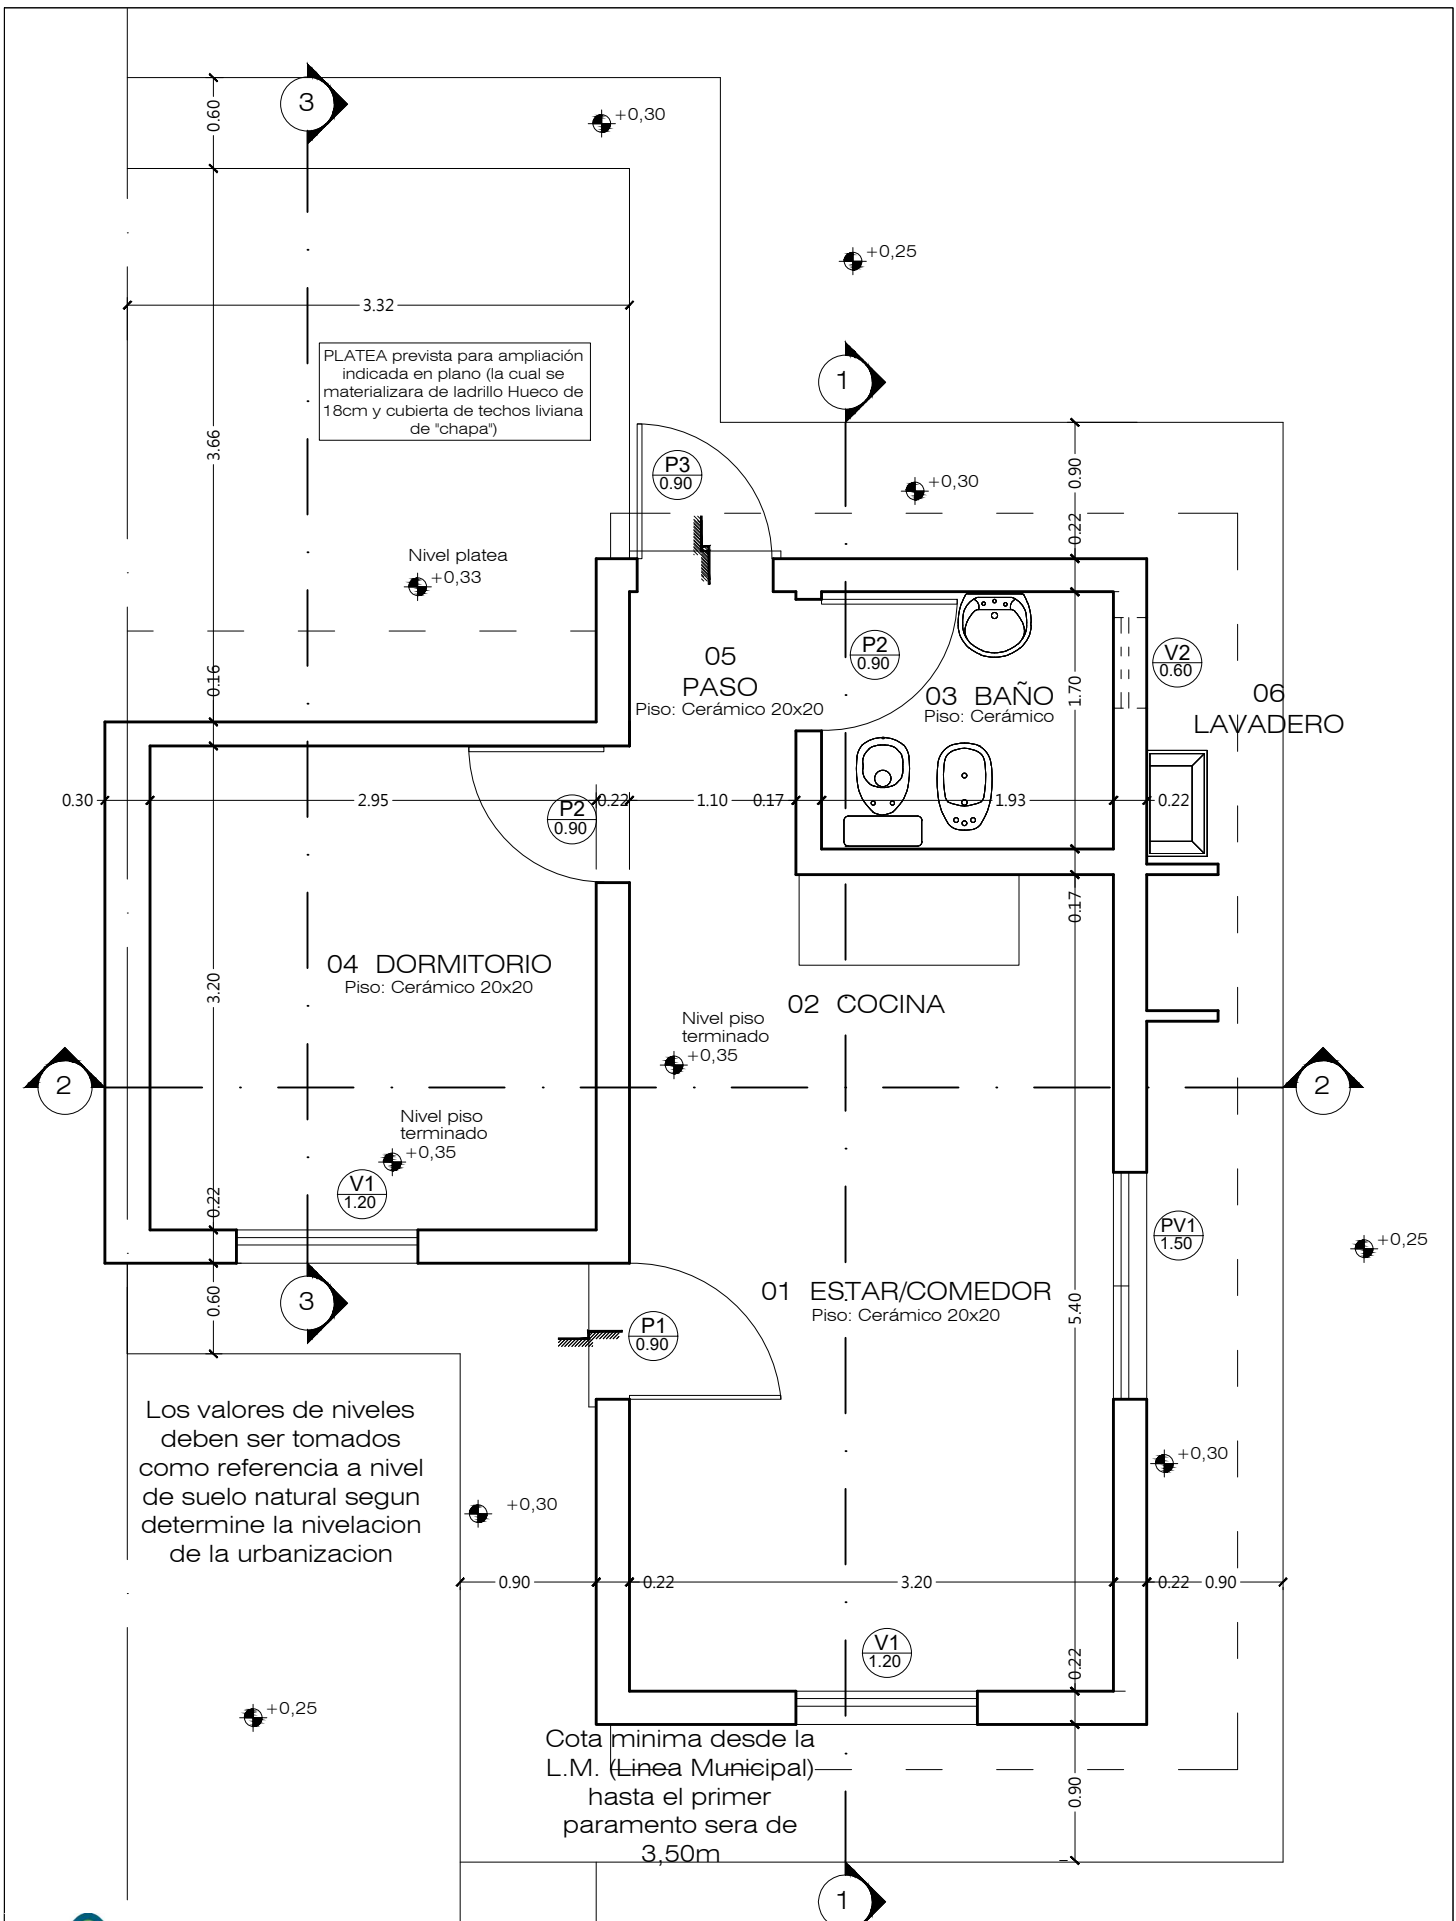 3
+0,30
0.60
+0,25
3.32
PLATEA prevista para ampliación
indicada en plano (la cual se
materializara de ladrillo Hueco de
18cm y cubierta de techos liviana
de "chapa")
1
3.66
P3
0.90
0.90
+0,30
0.22
Nivel platea
+0,33
05
PASO
Piso: Cerámico 20x20
P2
0.90
03 BAÑO
Piso: Cerámico
V2
0.60
06
LAVADERO
0.16
1.70
0.30
2.95
0.22
1.10
0.17
1.93
0.22
P2
0.90
0.17
04 DORMITORIO
Piso: Cerámico 20x20
3.20
02 COCINA
Nivel piso
terminado
+0,35
2
2
Nivel piso
terminado
+0,35
V1
1.20
0.22
PV1
1.50
+0,25
01 ESTAR/COMEDOR
Piso: Cerámico 20x20
5.40
3
0.60
P1
0.90
Los valores de niveles
deben ser tomados
como referencia a nivel
de suelo natural segun
determine la nivelacion
de la urbanizacion
+0,30
+0,30
0.90
0.22
3.20
0.22
0.90
V1
1.20
0.22
+0,25
Cota minima desde la
L.M. (Linea Municipal)
hasta el primer
paramento sera de
3,50m
0.90
1